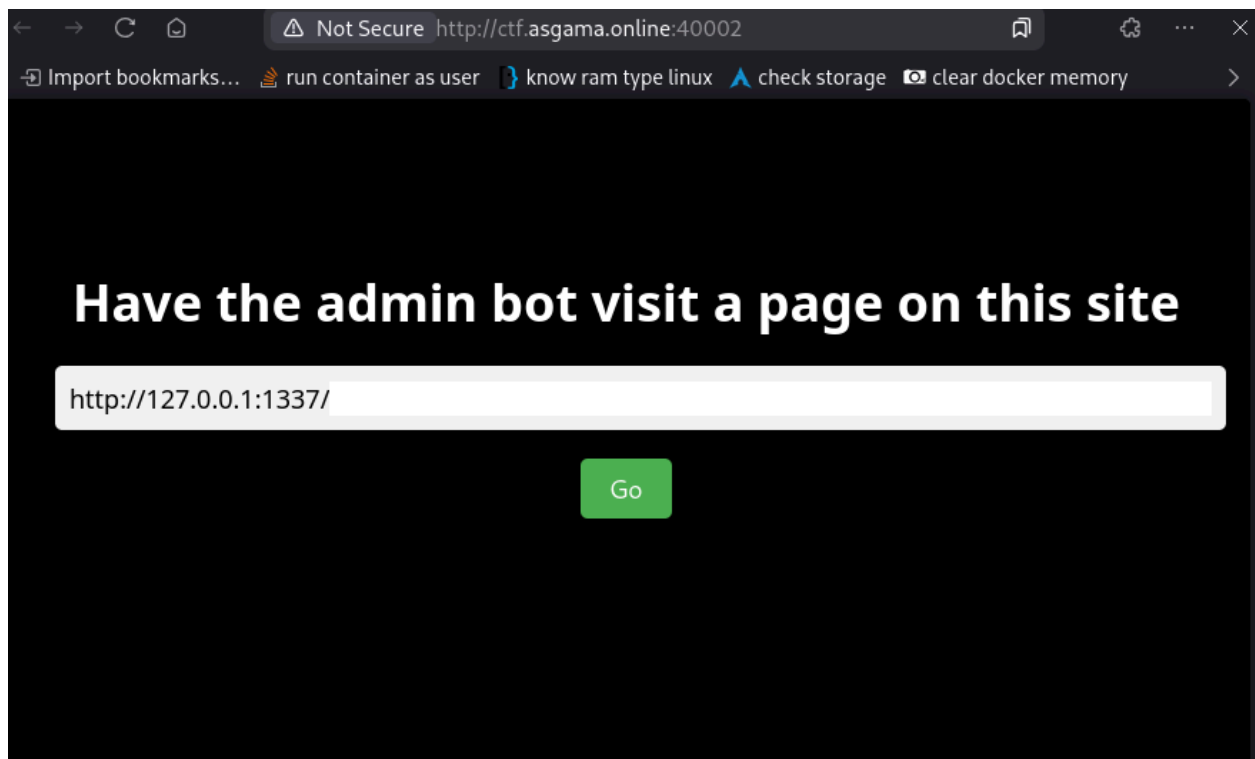 Not Secure http://ctf.asgama.online:40002
Import bookmarks... run container as user know ram type linux check storage clear docker memory
Have the admin bot visit a page on this site
http://127.0.0.1:1337/
Go